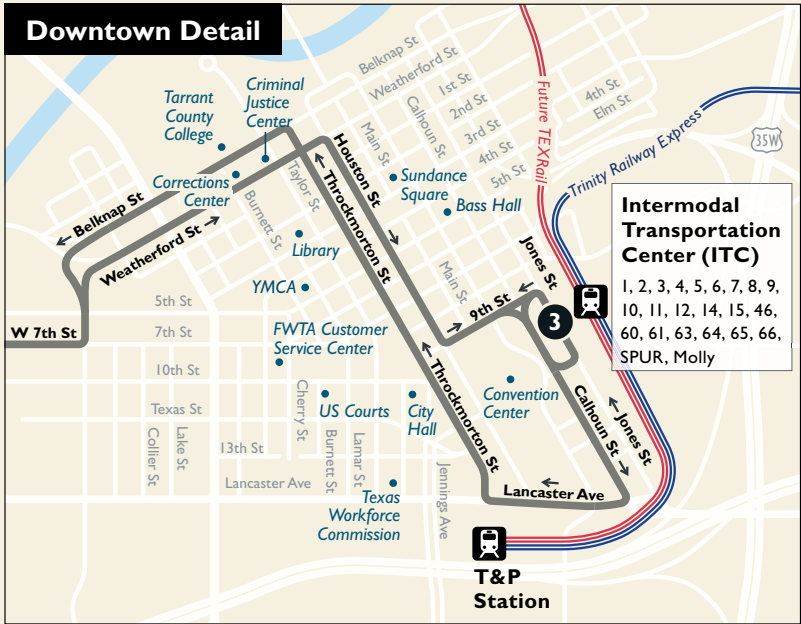 Downtown Detail
Belknap St
Weatherford St
1st St
2nd St
3rd St
4th St
5th St
Main St
Calhoun St
4th St
Elm St
Future TEXRail
Trinity Railway Express
35W
Criminal
Justice
Center
Tarrant
County
College
Corrections
Center
Houston St
Taylor St
Throckmorton St
Burnett St
Sundance
Square
Bass Hall
Belknap St
Weatherford St
Library
YMCA
Main St
Jones St
9th St
3
Intermodal
Transportation
Center (ITC)
1, 2, 3, 4, 5, 6, 7, 8, 9,
10, 11, 12, 14, 15, 46,
60, 61, 63, 64, 65, 66,
SPUR, Molly
5th St
W 7th St
7th St
FWTA Customer
Service Center
10th St
Texas St
Collier St
Lake St
13th St
Cherry St
Burnett St
Lamar St
US Courts
City
Hall
Throckmorton St
Convention
Center
Calhoun St
Jones St
Lancaster Ave
Jennings Ave
Lancaster Ave
Texas
Workforce
Commission
T&P
Station